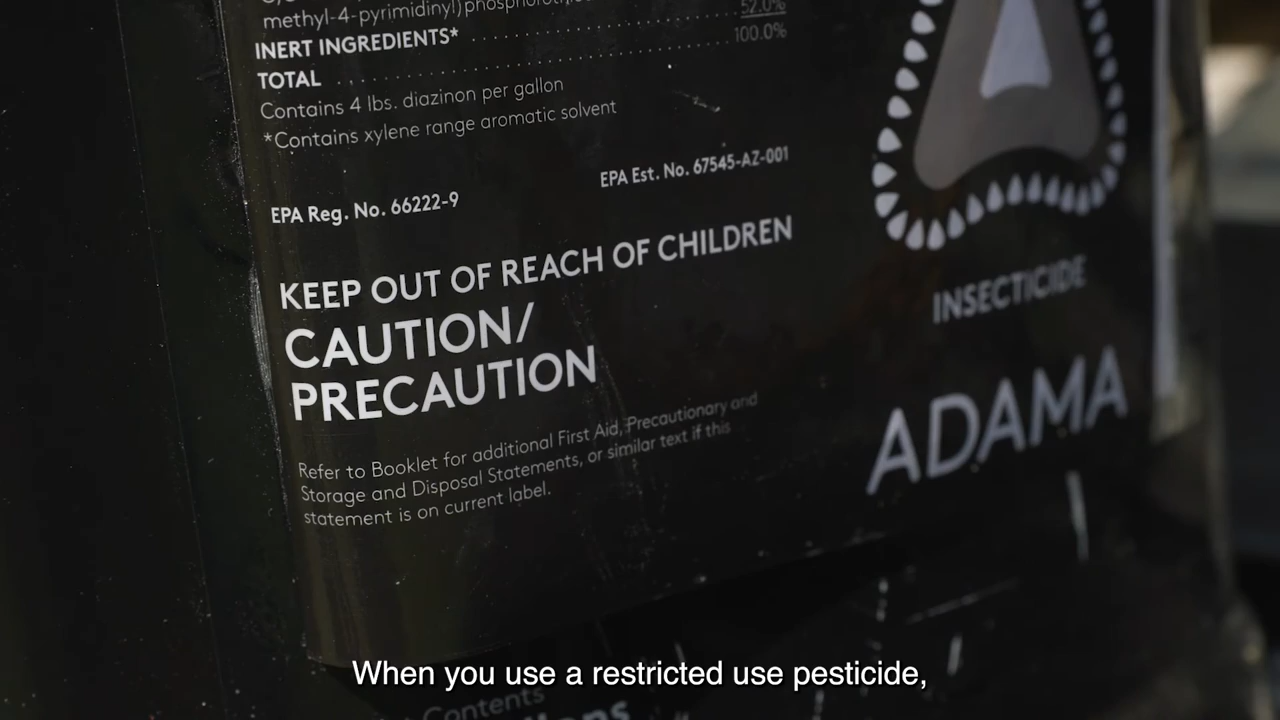 methyl-4-pyrimidinyl)
INERT INGREDIENTS* 52.0%
TOTAL 100.0%
Contains 4 lbs. diazinon per gallon
*Contains xylene range aromatic solvent
EPA Reg. No. 66222-9 EPA Est. No. 67545-AZ-001
KEEP OUT OF REACH OF CHILDREN
CAUTION/
PRECAUTION
Refer to Booklet for additional First Aid, Precautionary and
Storage and Disposal Statements, or similar text if this
statement is on current label.
INSECTICIDE
ADAMA
Contents
When you use a restricted use pesticide,